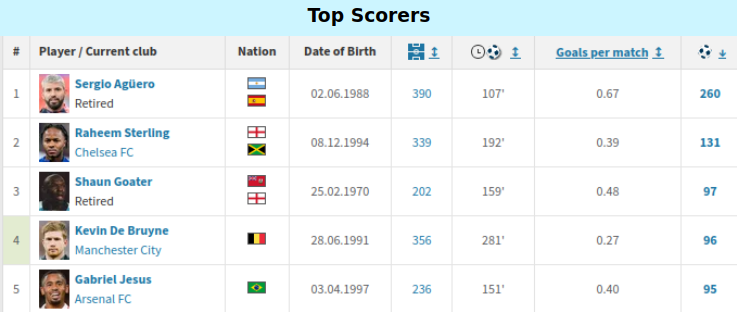 Top Scorers
# Player / Current club Nation Date of Birth Goals per match
1 Sergio Agüero 02.06.1988 390 107' 0.67 260
Retired
2 Raheem Sterling 08.12.1994 339 192' 0.39 131
Chelsea FC
3 Shaun Goater 25.02.1970 202 159' 0.48 97
Retired
4 Kevin De Bruyne 28.06.1991 356 281' 0.27 96
Manchester City
5 Gabriel Jesus 03.04.1997 236 151' 0.40 95
Arsenal FC